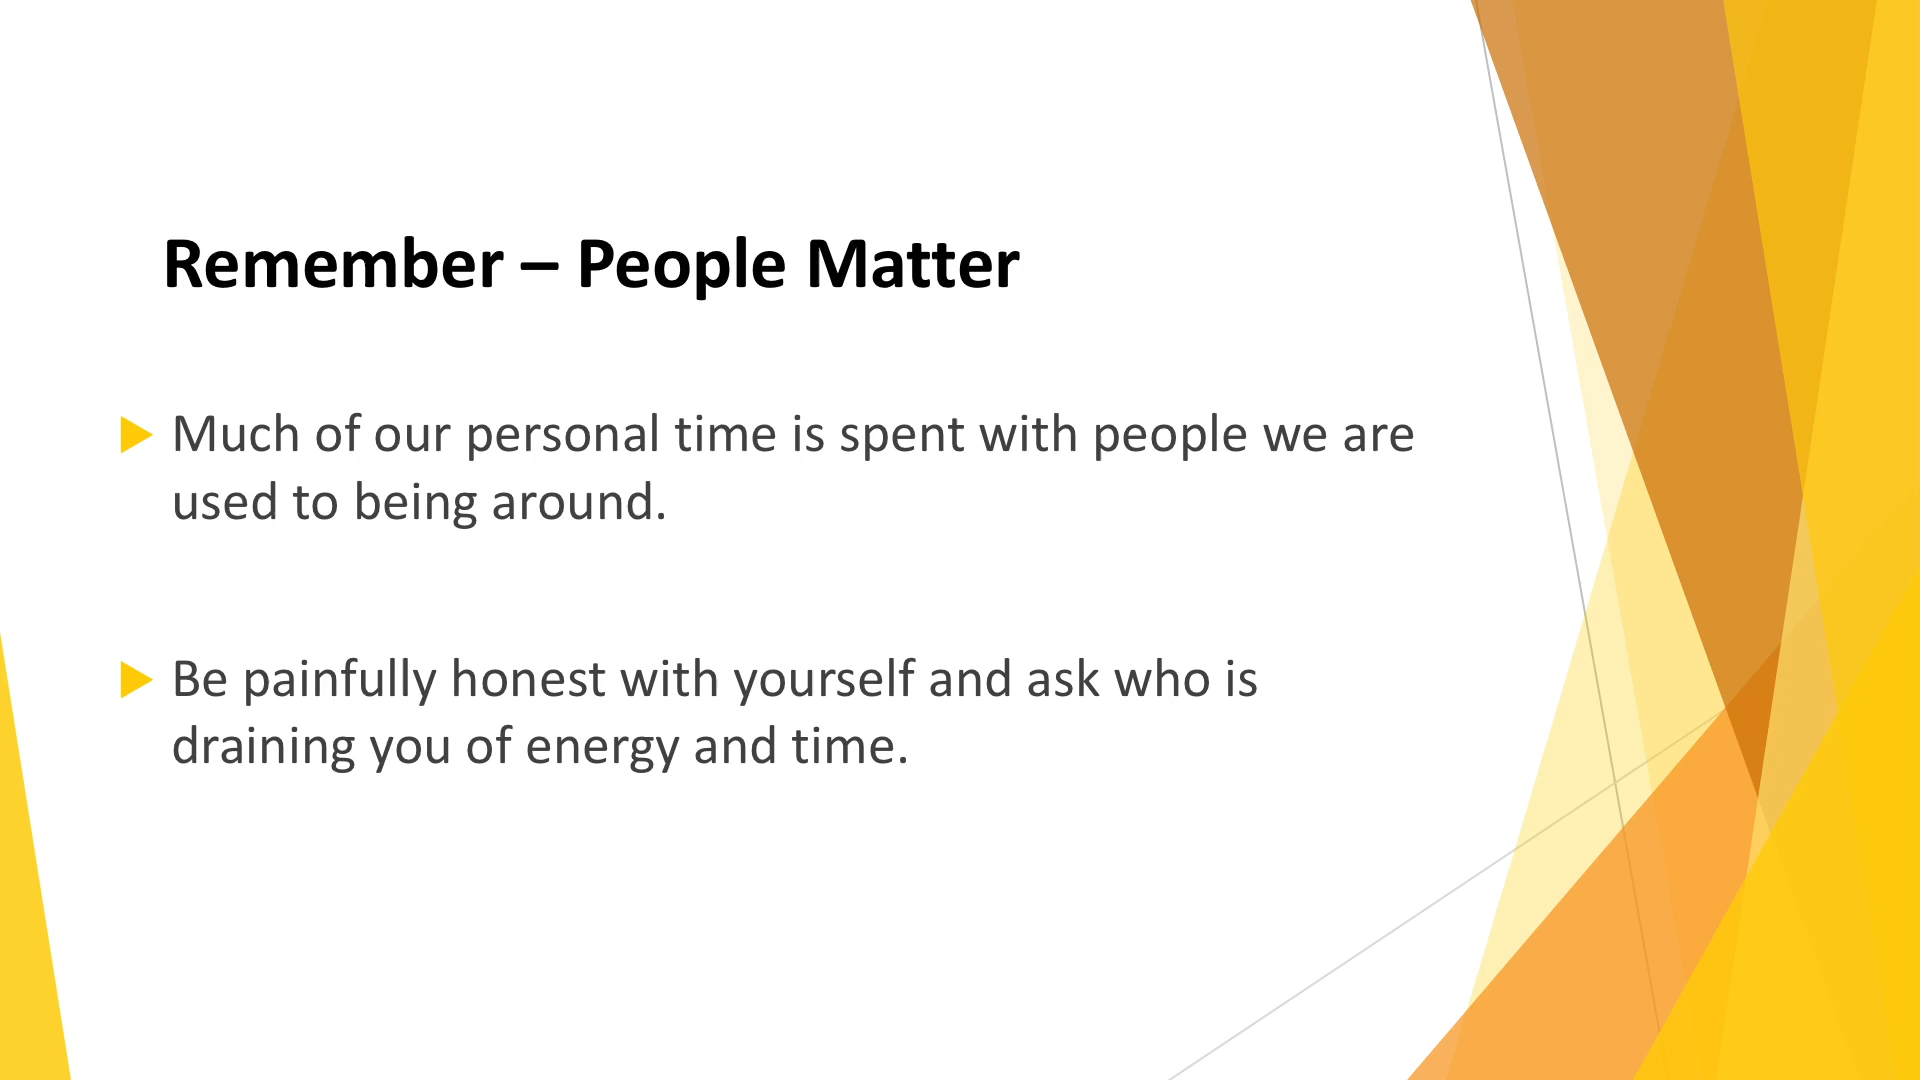 Remember – People Matter
Much of our personal time is spent with people we are
used to being around.
Be painfully honest with yourself and ask who is
draining you of energy and time.